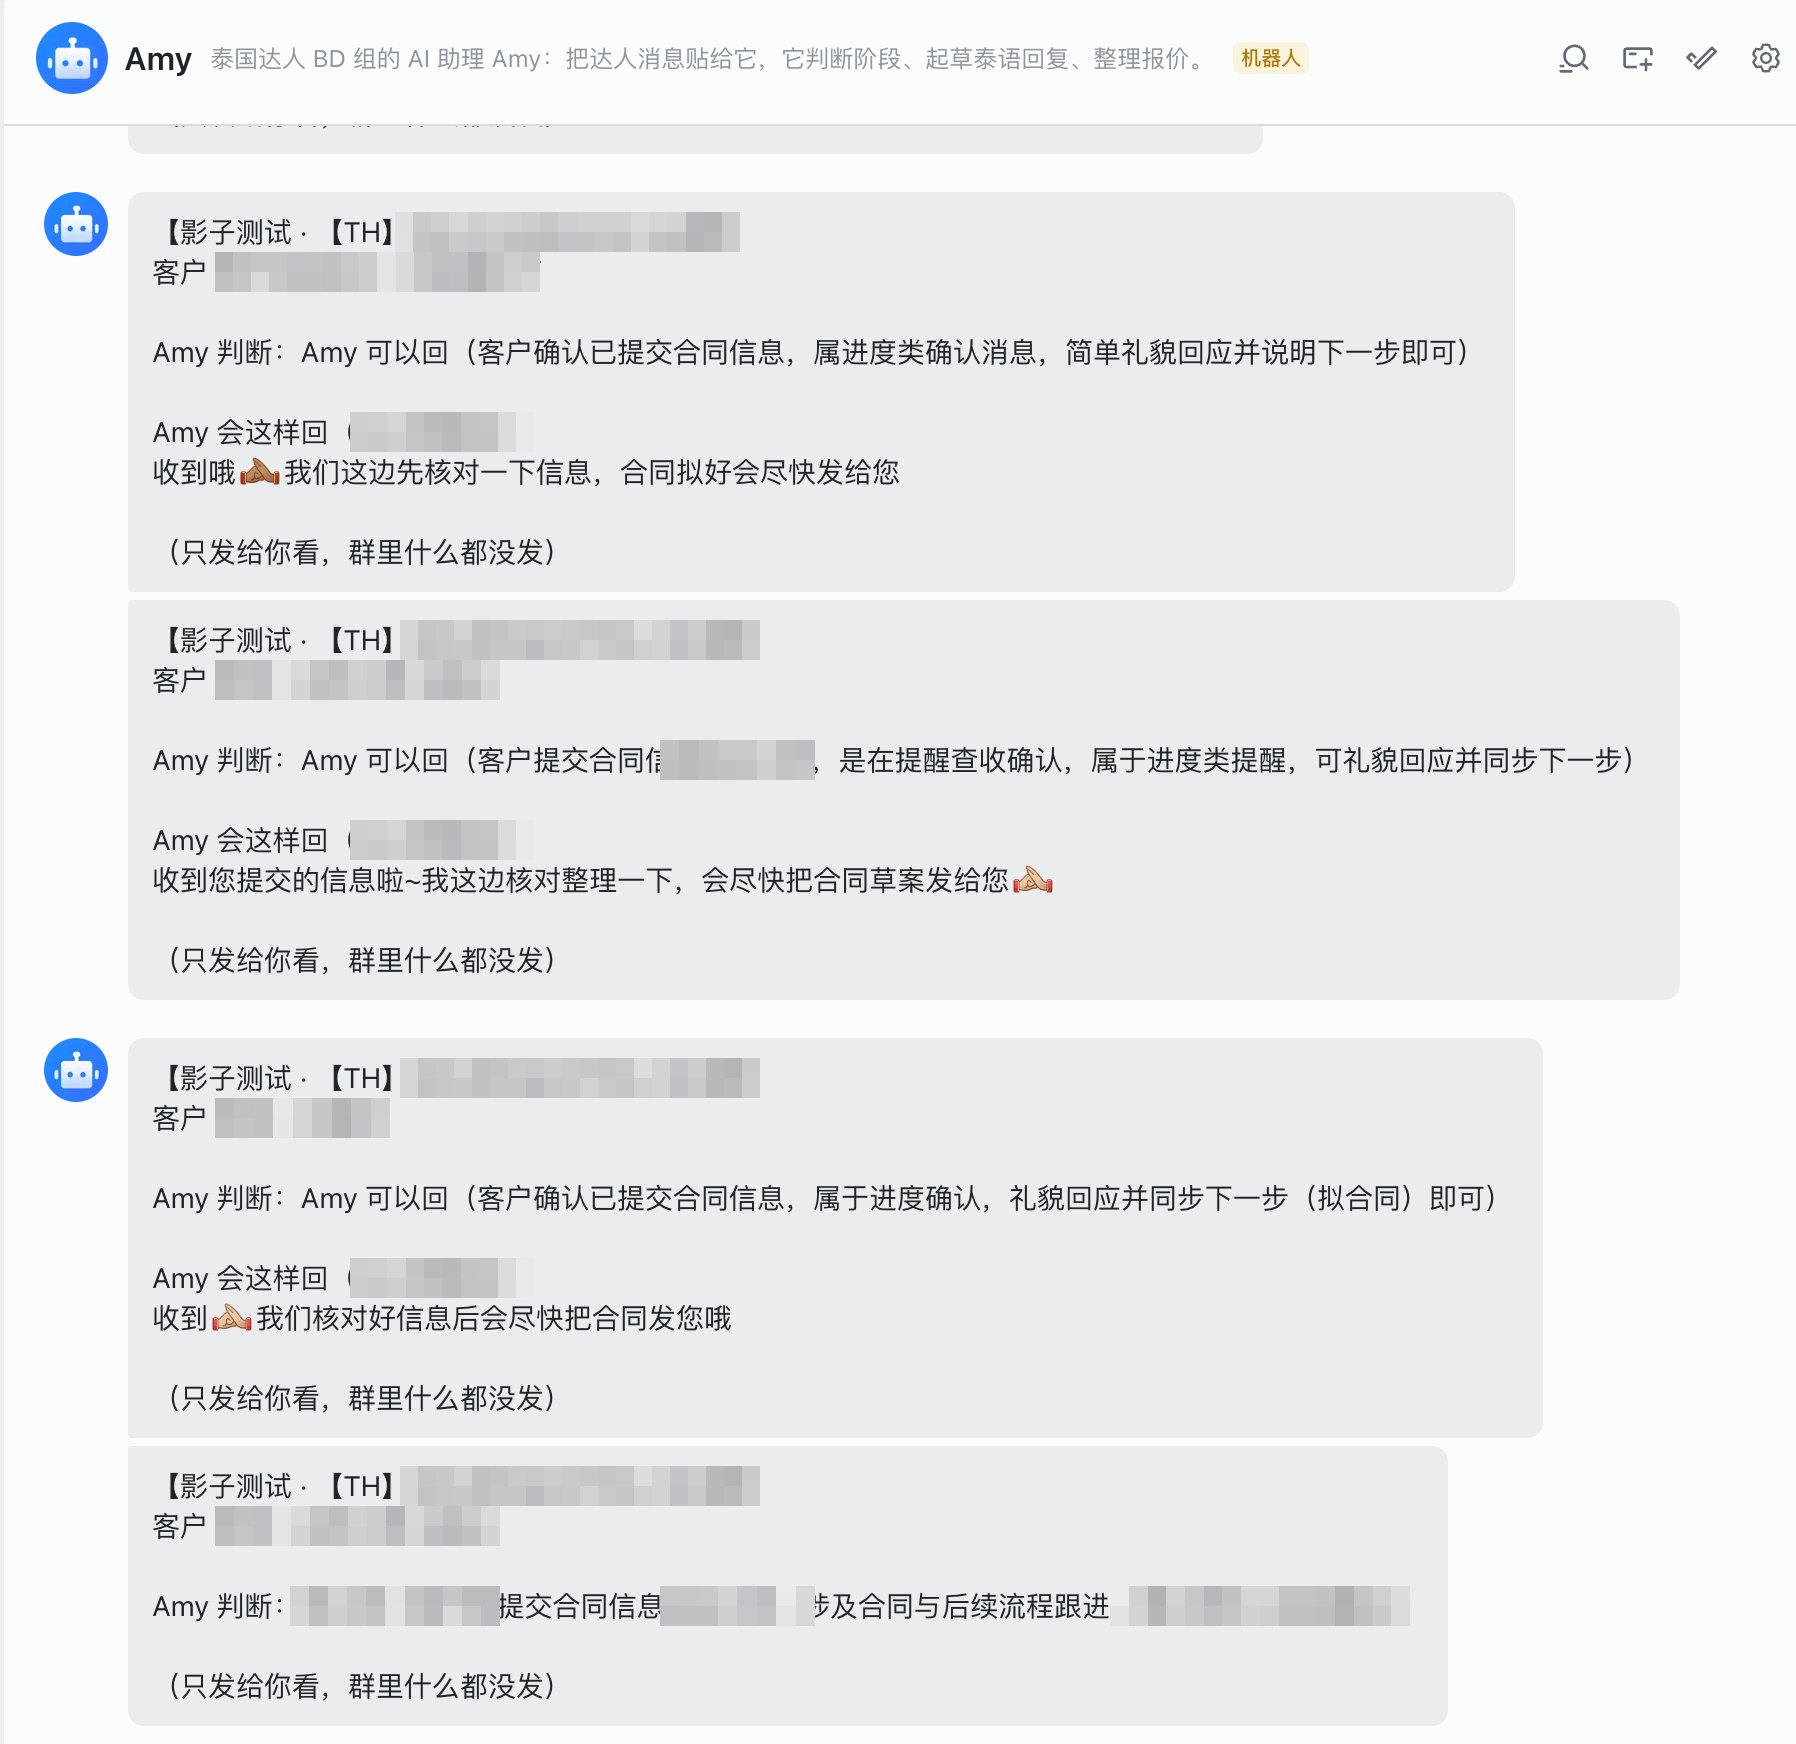 Amy 泰国达人 BD 组的 AI 助理 Amy：把达人消息贴给它，它判断阶段、起草泰语回复、整理报价。 机器人
【影子测试 · 【TH】
客户
Amy 判断：Amy 可以回（客户确认已提交合同信息，属进度类确认消息，简单礼貌回应并说明下一步即可）
Amy 会这样回（
收到哦🙏🏾我们这边先核对一下信息，合同拟好会尽快发给您
（只发给你看，群里什么都没发）
【影子测试 · 【TH】
客户
Amy 判断：Amy 可以回（客户提交合同信，是在提醒查收确认，属于进度类提醒，可礼貌回应并同步下一步）
Amy 会这样回（
收到您提交的信息啦~我这边核对整理一下，会尽快把合同草案发给您🙏🏼
（只发给你看，群里什么都没发）
【影子测试 · 【TH】
客户
Amy 判断：Amy 可以回（客户确认已提交合同信息，属于进度确认，礼貌回应并同步下一步（拟合同）即可）
Amy 会这样回（
收到🙏🏼我们核对好信息后会尽快把合同发您哦
（只发给你看，群里什么都没发）
【影子测试 · 【TH】
客户
Amy 判断：提交合同信息涉及合同与后续流程跟进
（只发给你看，群里什么都没发）